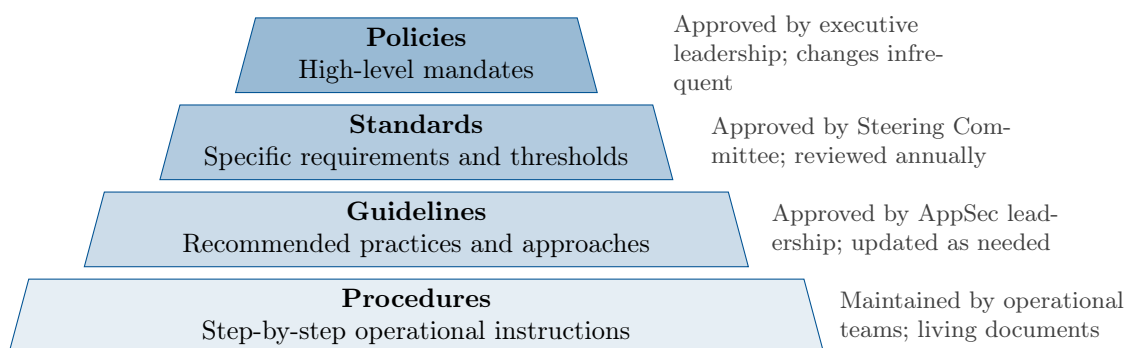 Policies
High-level mandates
Approved by executive
leadership; changes infre-
quent
Standards
Specific requirements and thresholds
Approved by Steering Com-
mittee; reviewed annually
Guidelines
Recommended practices and approaches
Approved by AppSec lead-
ership; updated as needed
Procedures
Step-by-step operational instructions
Maintained by operational
teams; living documents